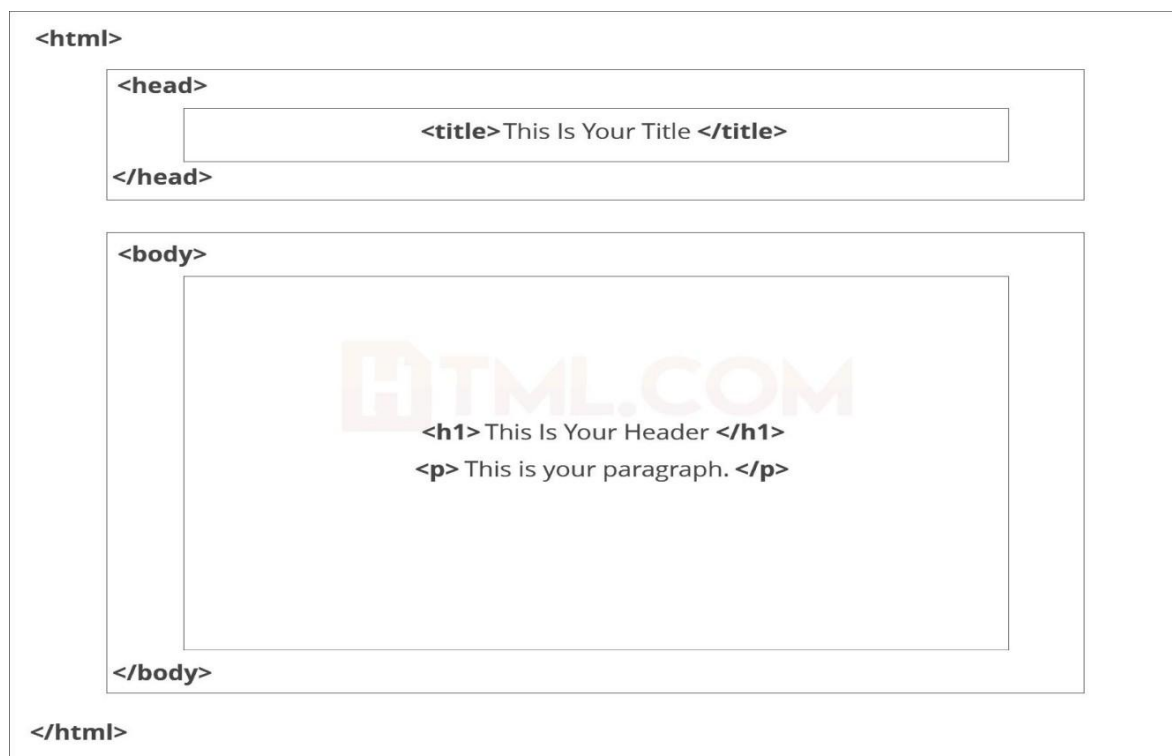 <html>
<head>
<title>This Is Your Title </title>
</head>
<body>
HTML.COM
<h1> This Is Your Header </h1>
<p> This is your paragraph. </p>
</body>
</html>